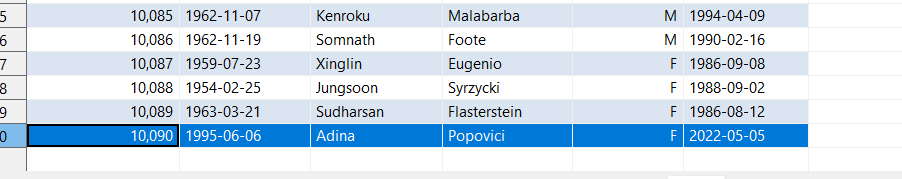 5 10,085 1962-11-07 Kenroku Malabarba M 1994-04-09
6 10,086 1962-11-19 Somnath Foote M 1990-02-16
7 10,087 1959-07-23 Xinglin Eugenio F 1986-09-08
8 10,088 1954-02-25 Jungsoon Syrzycki F 1988-09-02
9 10,089 1963-03-21 Sudharsan Flasterstein F 1986-08-12
0 10,090 1995-06-06 Adina Popovici F 2022-05-05